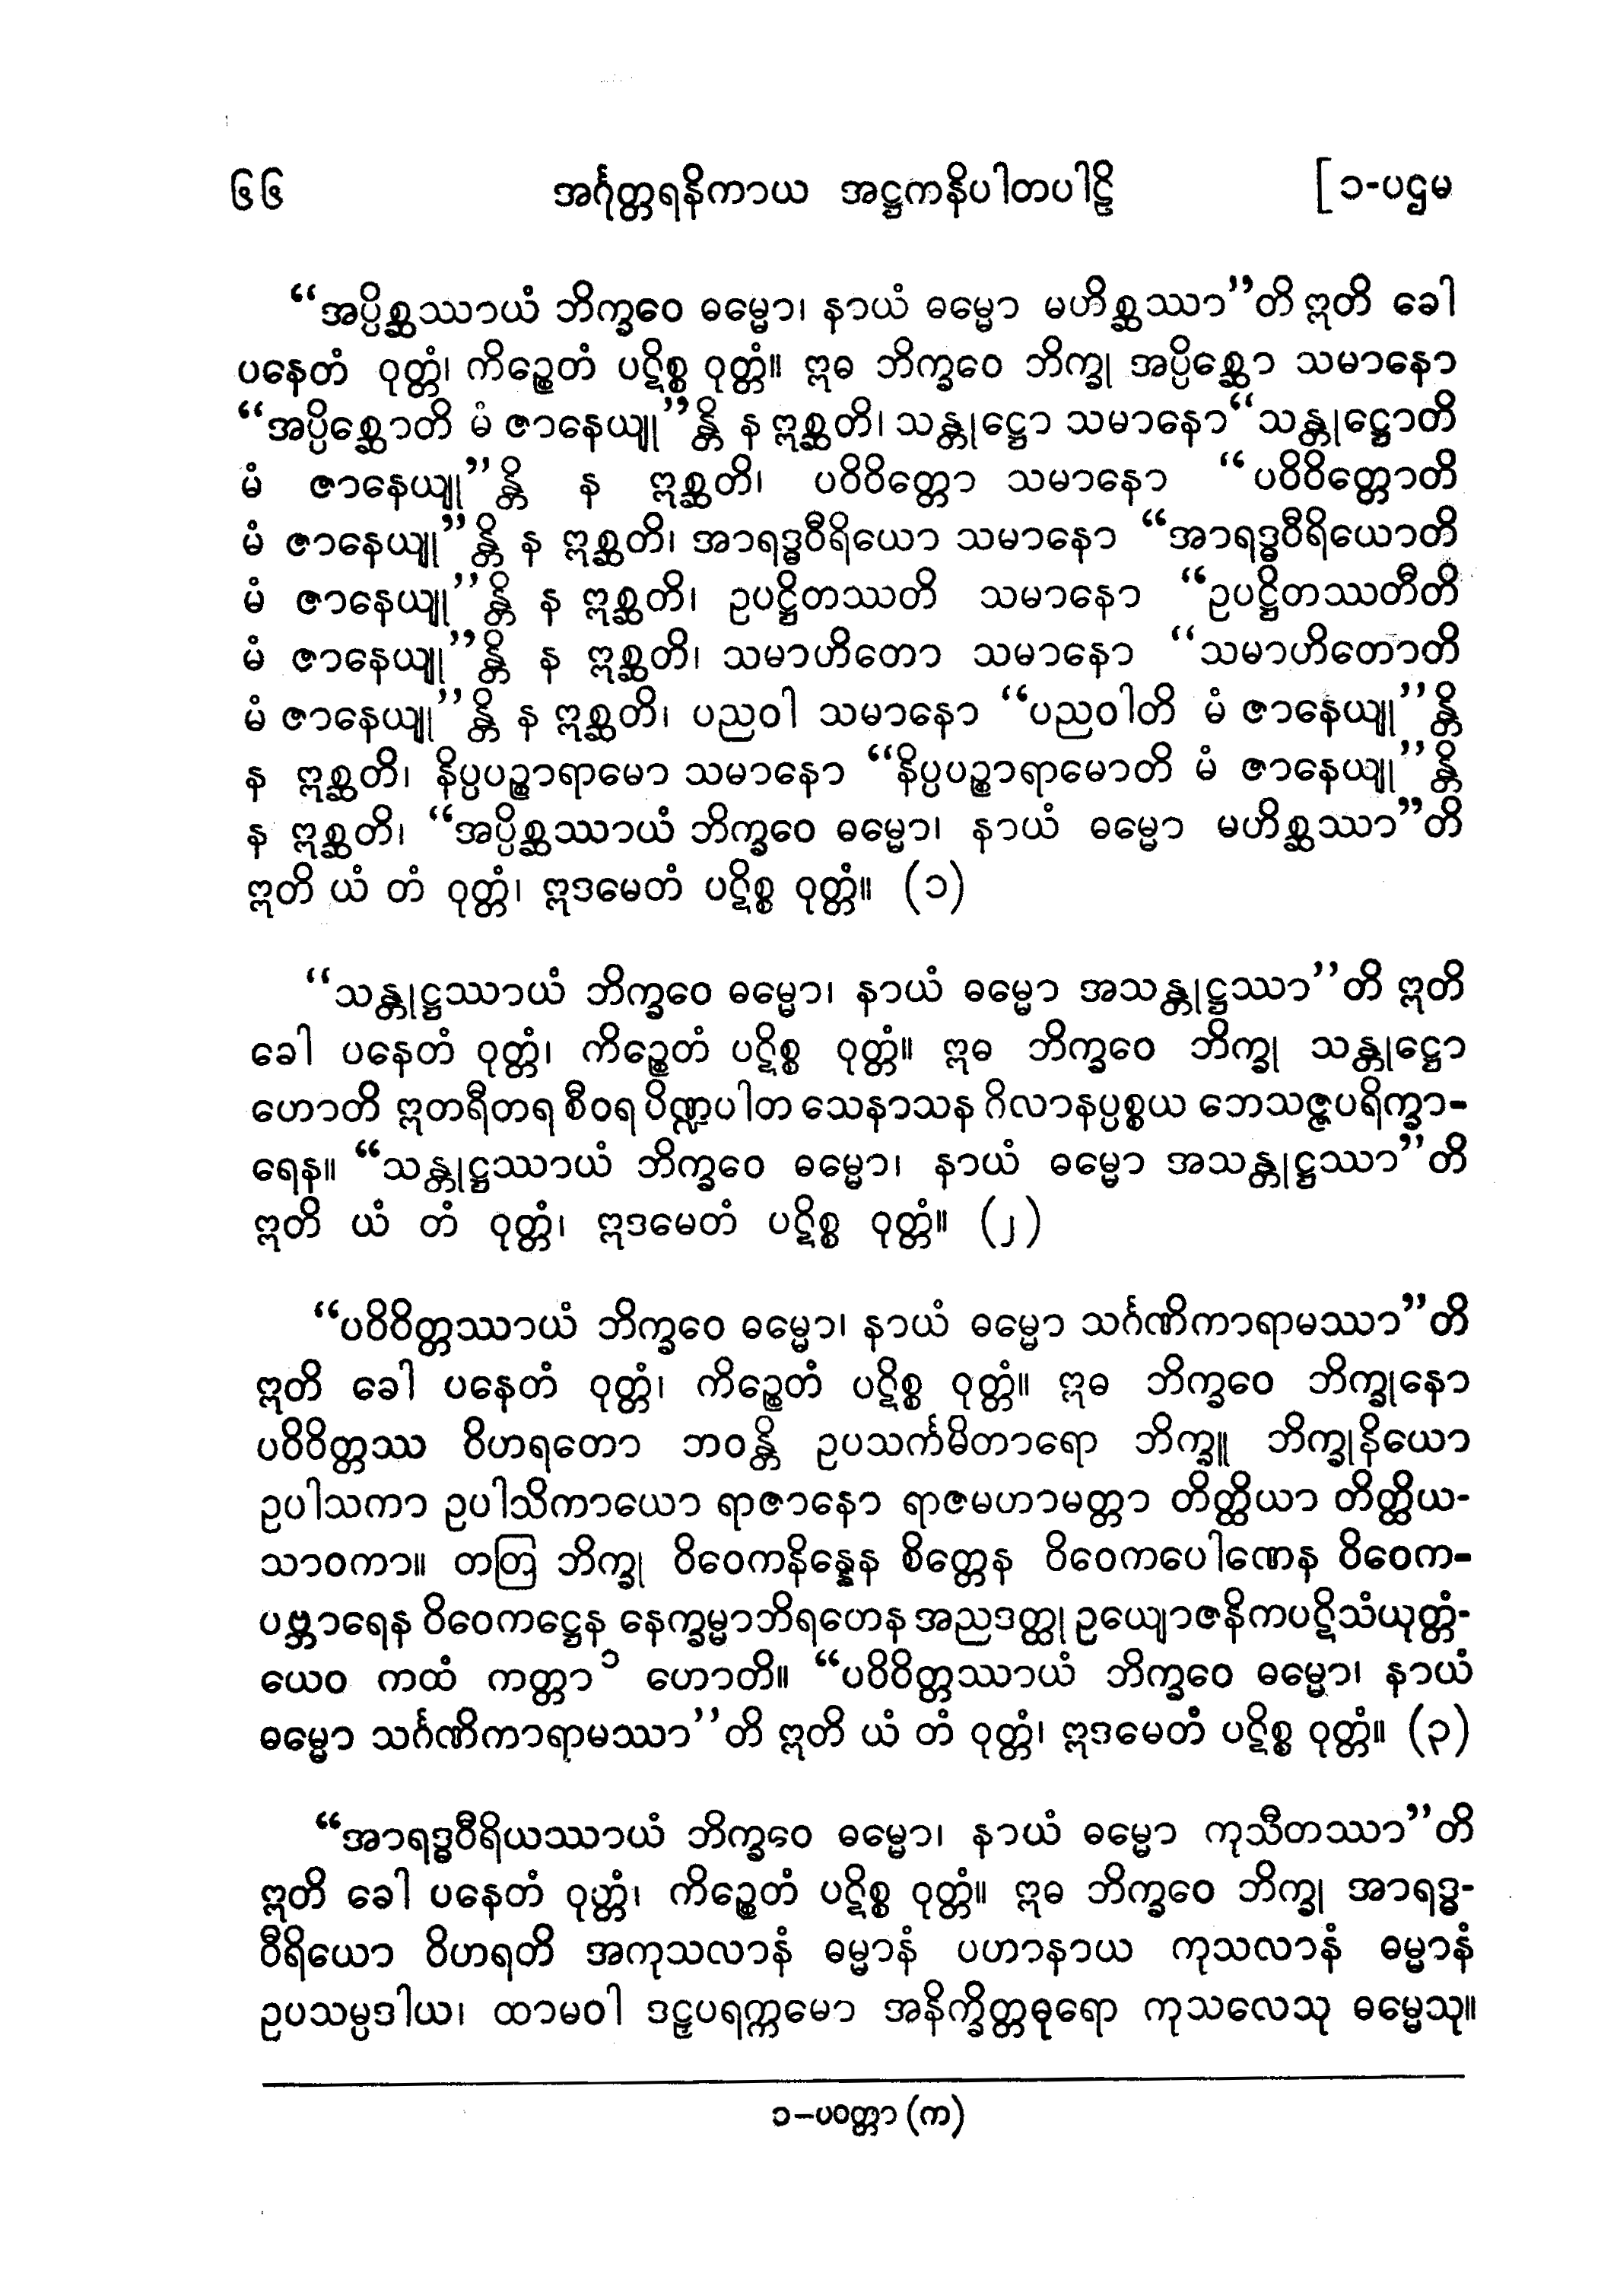 ၆၆ အင်္ဂုတ္တရနိကာယ အဋ္ဌကနိပါတပါဠိ [၁-ပဌမ
“အပ္ပိစ္ဆဿာယံ ဘိက္ခဝေ ဓမ္မော၊ နာယံ ဓမ္မော မဟိစ္ဆဿာ”တိ ဣတိ ခေါ
ပနေတံ ဝုတ္တံ၊ ကိဉ္စေတံ ပဋိစ္စ ဝုတ္တံ။ ဣဓ ဘိက္ခဝေ ဘိက္ခု အပ္ပိစ္ဆော သမာနော
“အပ္ပိစ္ဆောတိ မံ ဇာနေယျု”န္တိ န ဣစ္ဆတိ၊ သန္တုဋ္ဌော သမာနော“သန္တုဋ္ဌောတိ
မံ ဇာနေယျု”န္တိ န ဣစ္ဆတိ၊ ပဝိဝိတ္တော သမာနော “ပဝိဝိတ္တောတိ
မံ ဇာနေယျု”န္တိ န ဣစ္ဆတိ၊ အာရဒ္ဓဝီရိယော သမာနော “အာရဒ္ဓဝီရိယောတိ
မံ ဇာနေယျု”န္တိ န ဣစ္ဆတိ၊ ဥပဋ္ဌိတဿတိ သမာနော “ဥပဋ္ဌိတဿတီတိ
မံ ဇာနေယျု”န္တိ န ဣစ္ဆတိ၊ သမာဟိတော သမာနော “သမာဟိတောတိ
မံ ဇာနေယျု”န္တိ န ဣစ္ဆတိ၊ ပညဝါ သမာနော “ပညဝါတိ မံ ဇာနေယျု”န္တိ
န ဣစ္ဆတိ၊ နိပ္ပပဉ္စာရာမော သမာနော “နိပ္ပပဉ္စာရာမောတိ မံ ဇာနေယျု”န္တိ
န ဣစ္ဆတိ၊ “အပ္ပိစ္ဆဿာယံ ဘိက္ခဝေ ဓမ္မော၊ နာယံ ဓမ္မော မဟိစ္ဆဿာ”တိ
ဣတိ ယံ တံ ဝုတ္တံ၊ ဣဒမေတံ ပဋိစ္စ ဝုတ္တံ။ (၁)
“သန္တုဋ္ဌဿာယံ ဘိက္ခဝေ ဓမ္မော၊ နာယံ ဓမ္မော အသန္တုဋ္ဌဿာ”တိ ဣတိ
ခေါ ပနေတံ ဝုတ္တံ၊ ကိဉ္စေတံ ပဋိစ္စ ဝုတ္တံ။ ဣဓ ဘိက္ခဝေ ဘိက္ခု သန္တုဋ္ဌော
ဟောတိ ဣတရီတရ စီဝရ ပိဏ္ဍပါတ သေနာသန ဂိလာနပ္ပစ္စယ ဘေသဇ္ဇပရိက္ခာ-
ရေန။ “သန္တုဋ္ဌဿာယံ ဘိက္ခဝေ ဓမ္မော၊ နာယံ ဓမ္မော အသန္တုဋ္ဌဿာ”တိ
ဣတိ ယံ တံ ဝုတ္တံ၊ ဣဒမေတံ ပဋိစ္စ ဝုတ္တံ။ (၂)
“ပဝိဝိတ္တဿာယံ ဘိက္ခဝေ ဓမ္မော၊ နာယံ ဓမ္မော သင်္ဂဏိကာရာမဿာ”တိ
ဣတိ ခေါ ပနေတံ ဝုတ္တံ၊ ကိဉ္စေတံ ပဋိစ္စ ဝုတ္တံ။ ဣဓ ဘိက္ခဝေ ဘိက္ခုနော
ပဝိဝိတ္တဿ ဝိဟရတော ဘဝန္တိ ဥပသင်္ကမိတာရော ဘိက္ခူ ဘိက္ခုနိယော
ဥပါသကာ ဥပါသိကာယော ရာဇာနော ရာဇမဟာမတ္တာ တိတ္ထိယာ တိတ္ထိယ-
သာဝကာ။ တတြ ဘိက္ခု ဝိဝေကနိန္နေန စိတ္တေန ဝိဝေကပေါဏေန ဝိဝေက-
ပဗ္ဘာရေန ဝိဝေကဋ္ဌေန နေက္ခမ္မာဘိရတေန အညဒတ္ထု ဥယျောဇနိကပဋိသံယုတ္တံ-
ယေဝ ကထံ ကတ္တာ ၁ ဟောတိ။ “ပဝိဝိတ္တဿာယံ ဘိက္ခဝေ ဓမ္မော၊ နာယံ
ဓမ္မော သင်္ဂဏိကာရာမဿာ”တိ ဣတိ ယံ တံ ဝုတ္တံ၊ ဣဒမေတံ ပဋိစ္စ ဝုတ္တံ။ (၃)
“အာရဒ္ဓဝီရိယဿာယံ ဘိက္ခဝေ ဓမ္မော၊ နာယံ ဓမ္မော ကုသီတဿာ”တိ
ဣတိ ခေါ ပနေတံ ဝုတ္တံ၊ ကိဉ္စေတံ ပဋိစ္စ ဝုတ္တံ။ ဣဓ ဘိက္ခဝေ ဘိက္ခု အာရဒ္ဓ-
ဝီရိယော ဝိဟရတိ အကုသလာနံ ဓမ္မာနံ ပဟာနာယ ကုသလာနံ ဓမ္မာနံ
ဥပသမ္ပဒါယ၊ ထာမဝါ ဒဠှပရက္ကမော အနိက္ခိတ္တဓုရော ကုသလေသု ဓမ္မေသု။
၁-ပဝတ္တာ (က)